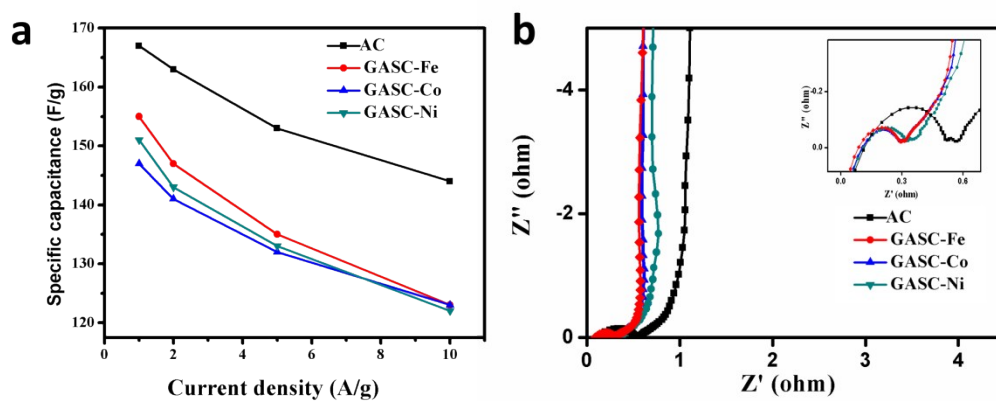 a
170
160
150
140
130
120
0
2
4
6
8
10
Specific capacitance (F/g)
Current density (A/g)
AC
GASC-Fe
GASC-Co
GASC-Ni
b
-4
-2
0
0
1
2
3
4
Z'' (ohm)
Z' (ohm)
-0.2
0.0
0.0
0.3
0.6
Z'' (ohm)
Z' (ohm)
AC
GASC-Fe
GASC-Co
GASC-Ni